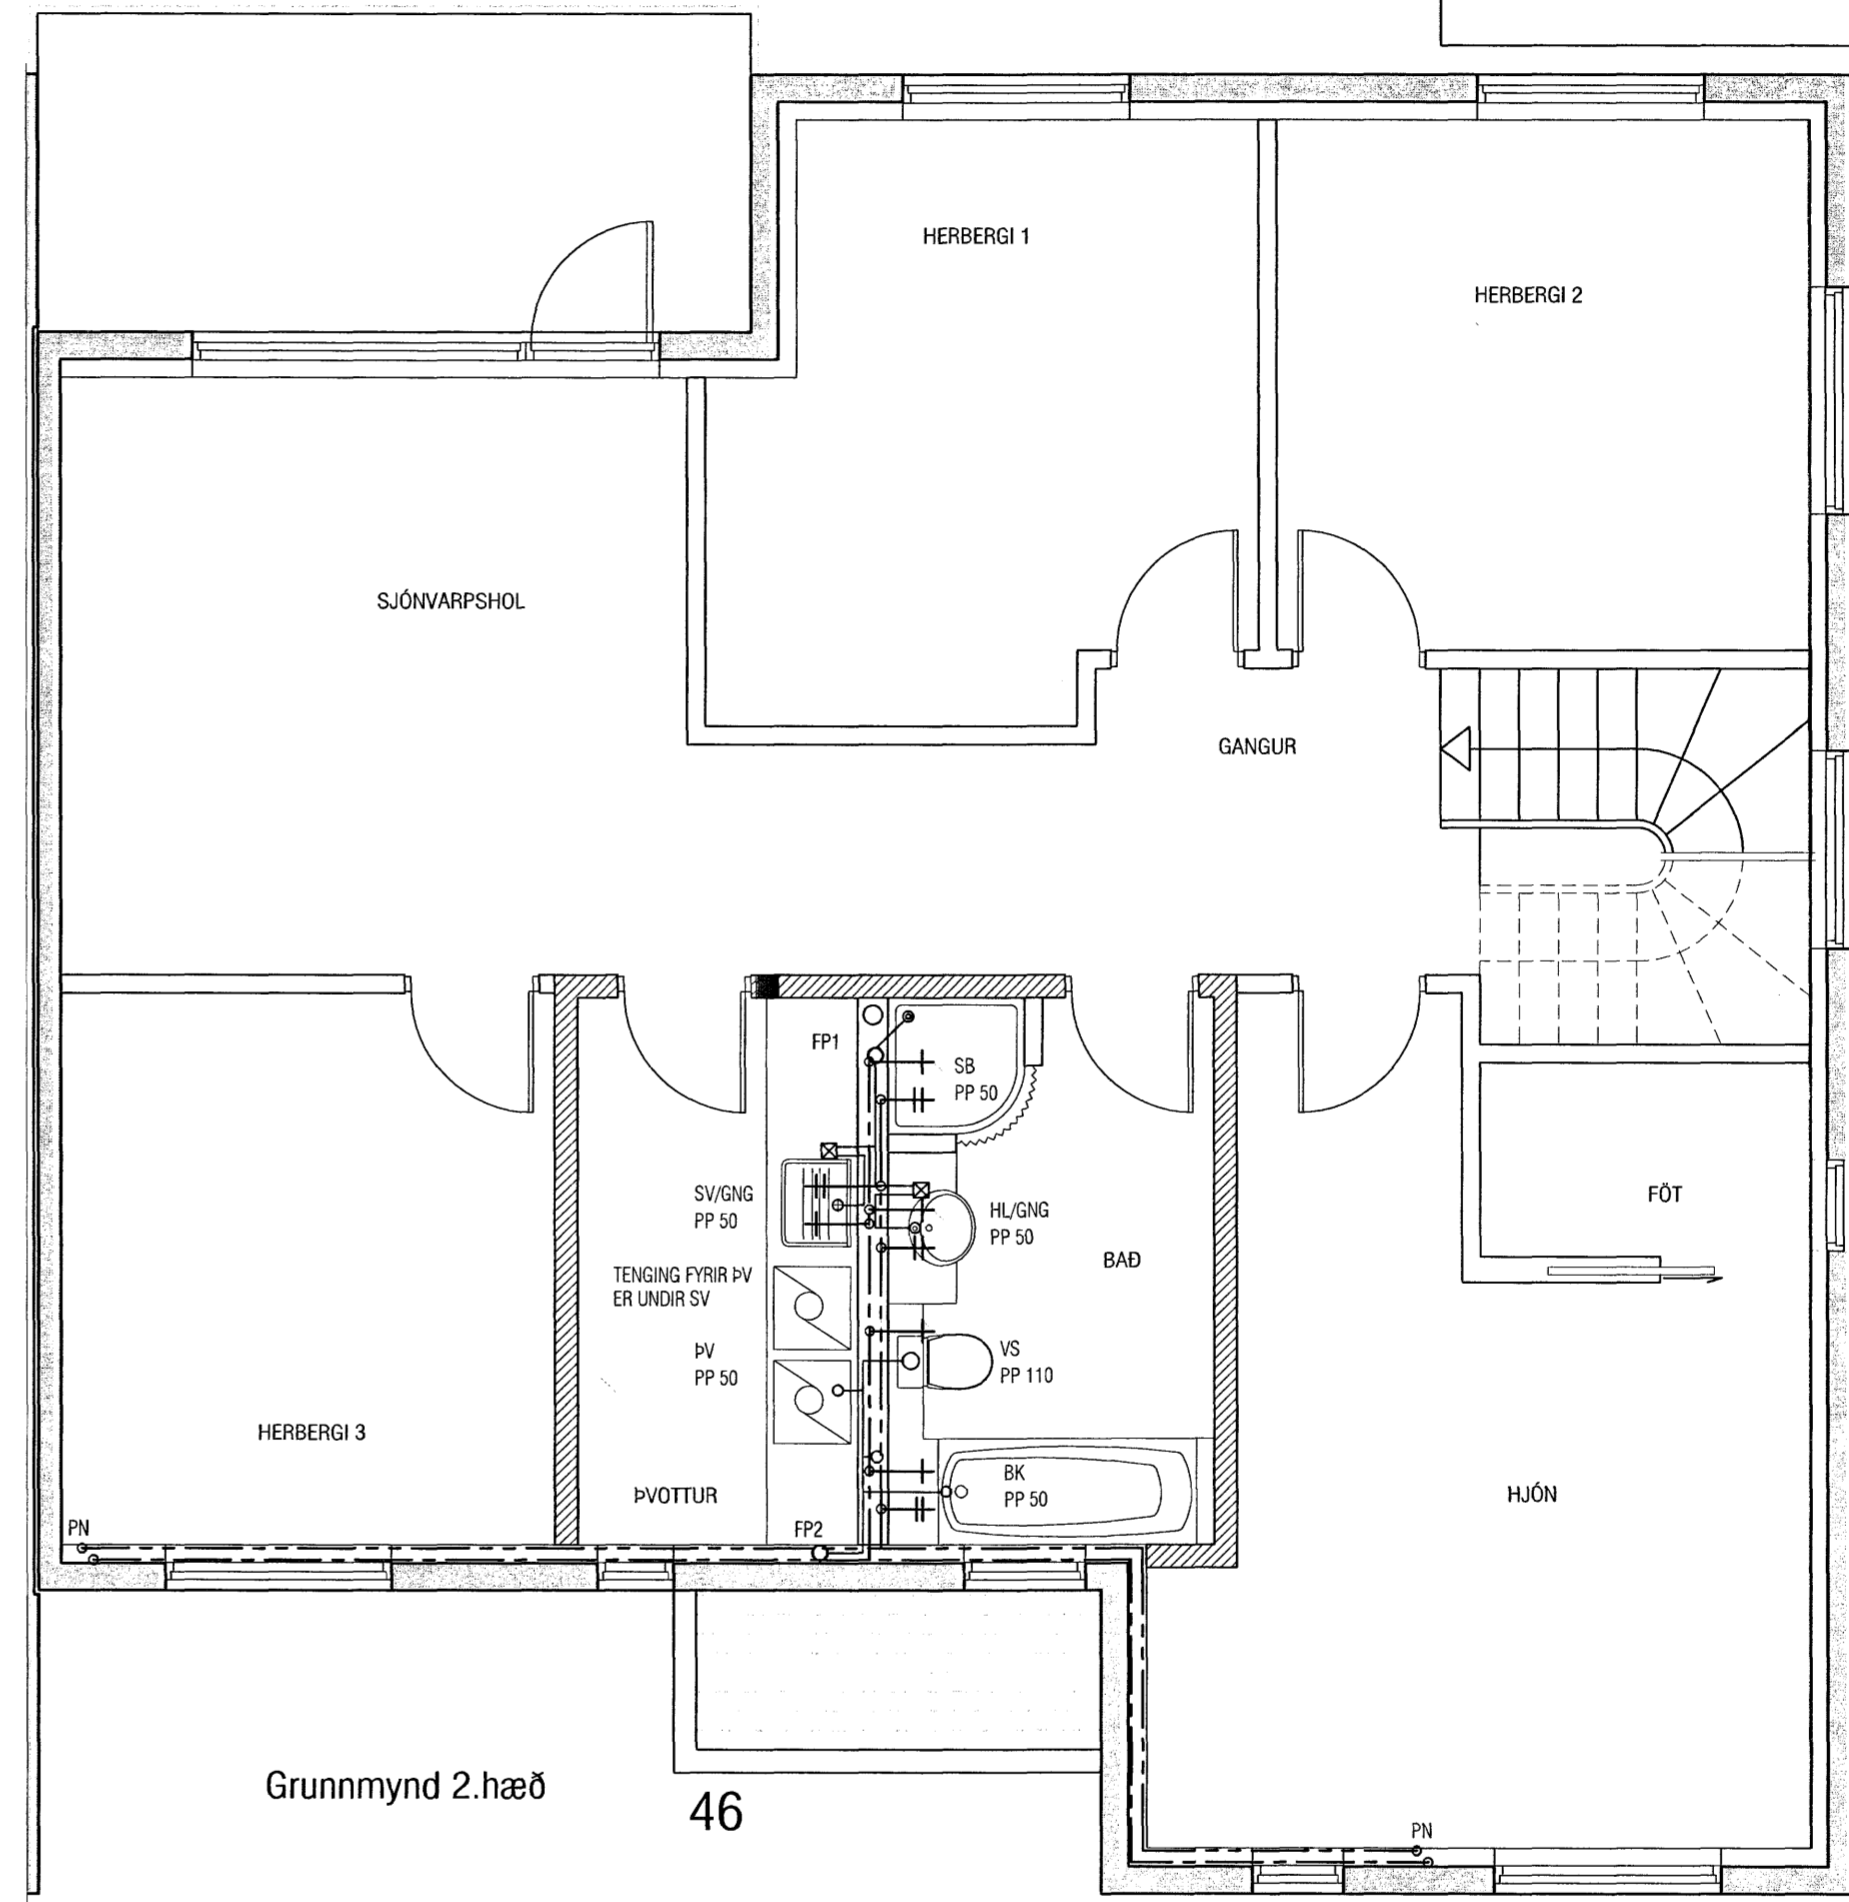 HERBERGI 1
HERBERGI 2
SJÓNVARPSHOL
GANGUR
FP1
SB
PP 50
SV/GNG
PP 50
HL/GNG
PP 50
FÖT
BAÐ
TENGING FYRIR ÞV
ER UNDIR SV
ÞV
PP 50
VS
PP 110
HERBERGI 3
BK
PP 50
ÞVOTTUR
HJÓN
PN
FP2
Grunnmynd 2.hæð
46
PN